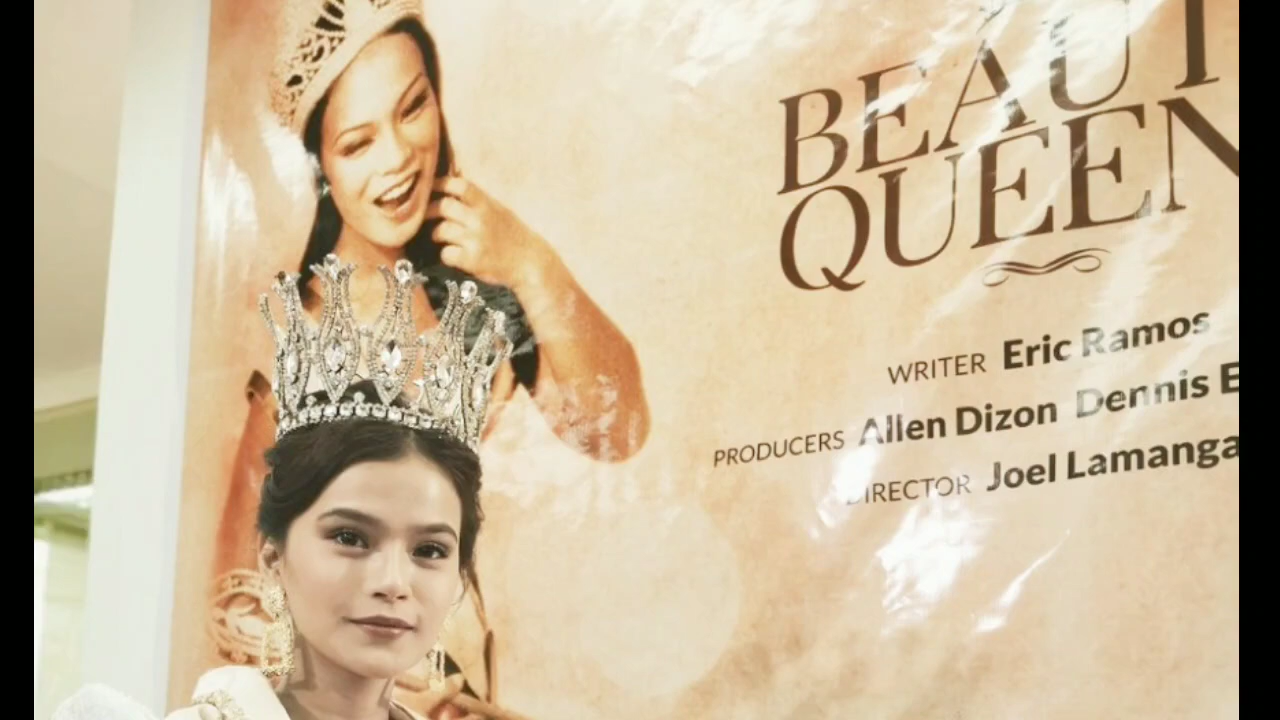 BEAUT
QUEEN
WRITER Eric Ramos
PRODUCERS Allen Dizon Dennis E
DIRECTOR Joel Lamanga